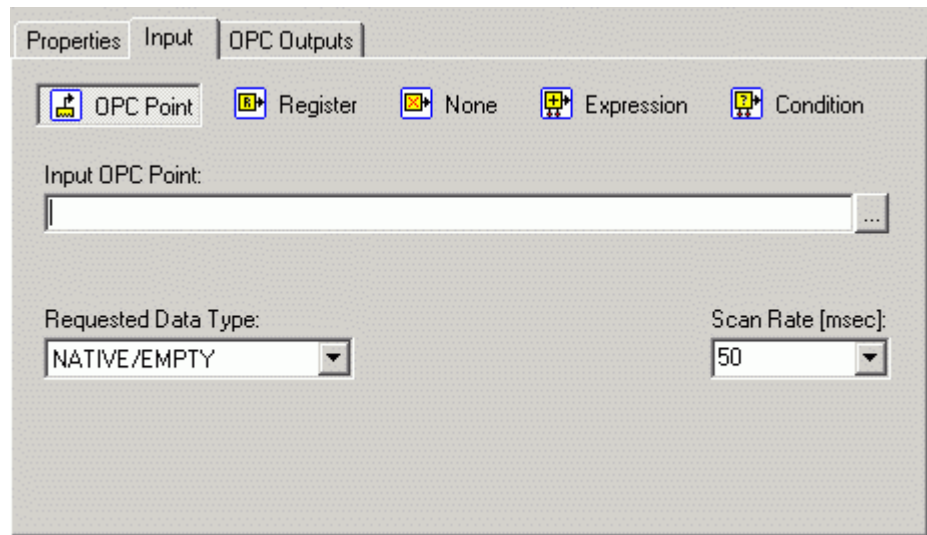 Properties Input OPC Outputs
OPC Point Register None Expression Condition
Input OPC Point:
...
Requested Data Type: Scan Rate [msec]:
NATIVE/EMPTY 50